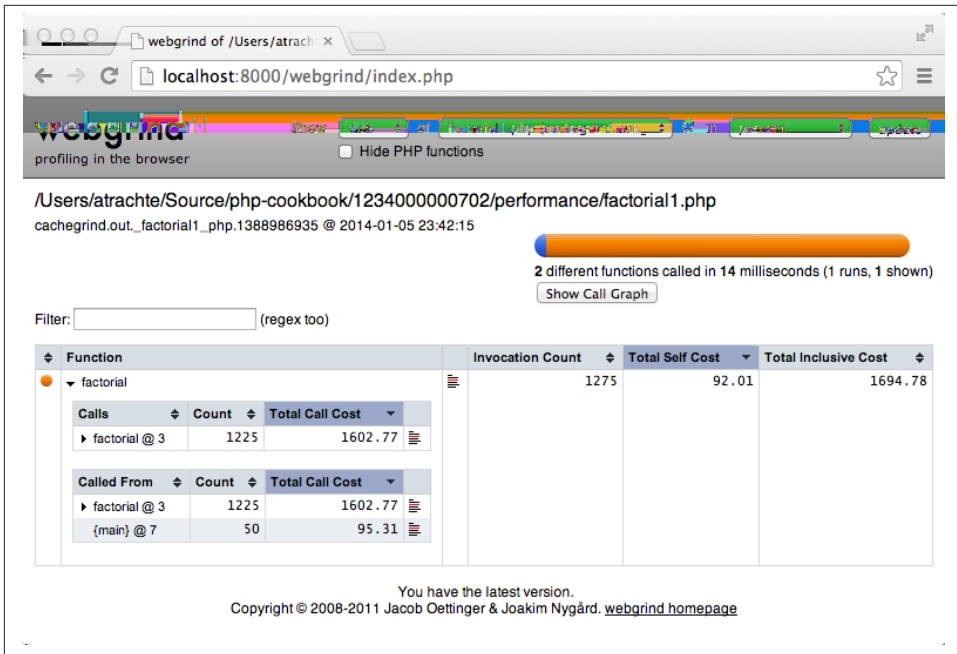 webgrind of /Users/atrach
localhost:8000/webgrind/index.php
webgrind
profiling in the browser
Hide PHP functions
/Users/atrachte/Source/php-cookbook/1234000000702/performance/factorial1.php
cachegrind.out._factorial1_php.1388986935 @ 2014-01-05 23:42:15
2 different functions called in 14 milliseconds (1 runs, 1 shown)
Show Call Graph
Filter: (regex too)
Function Invocation Count Total Self Cost Total Inclusive Cost
factorial 1275 92.01 1694.78
Calls Count Total Call Cost
factorial @ 3 1225 1602.77
Called From Count Total Call Cost
factorial @ 3 1225 1602.77
{main} @ 7 50 95.31
You have the latest version.
Copyright © 2008-2011 Jacob Oettinger & Joakim Nygård. webgrind homepage